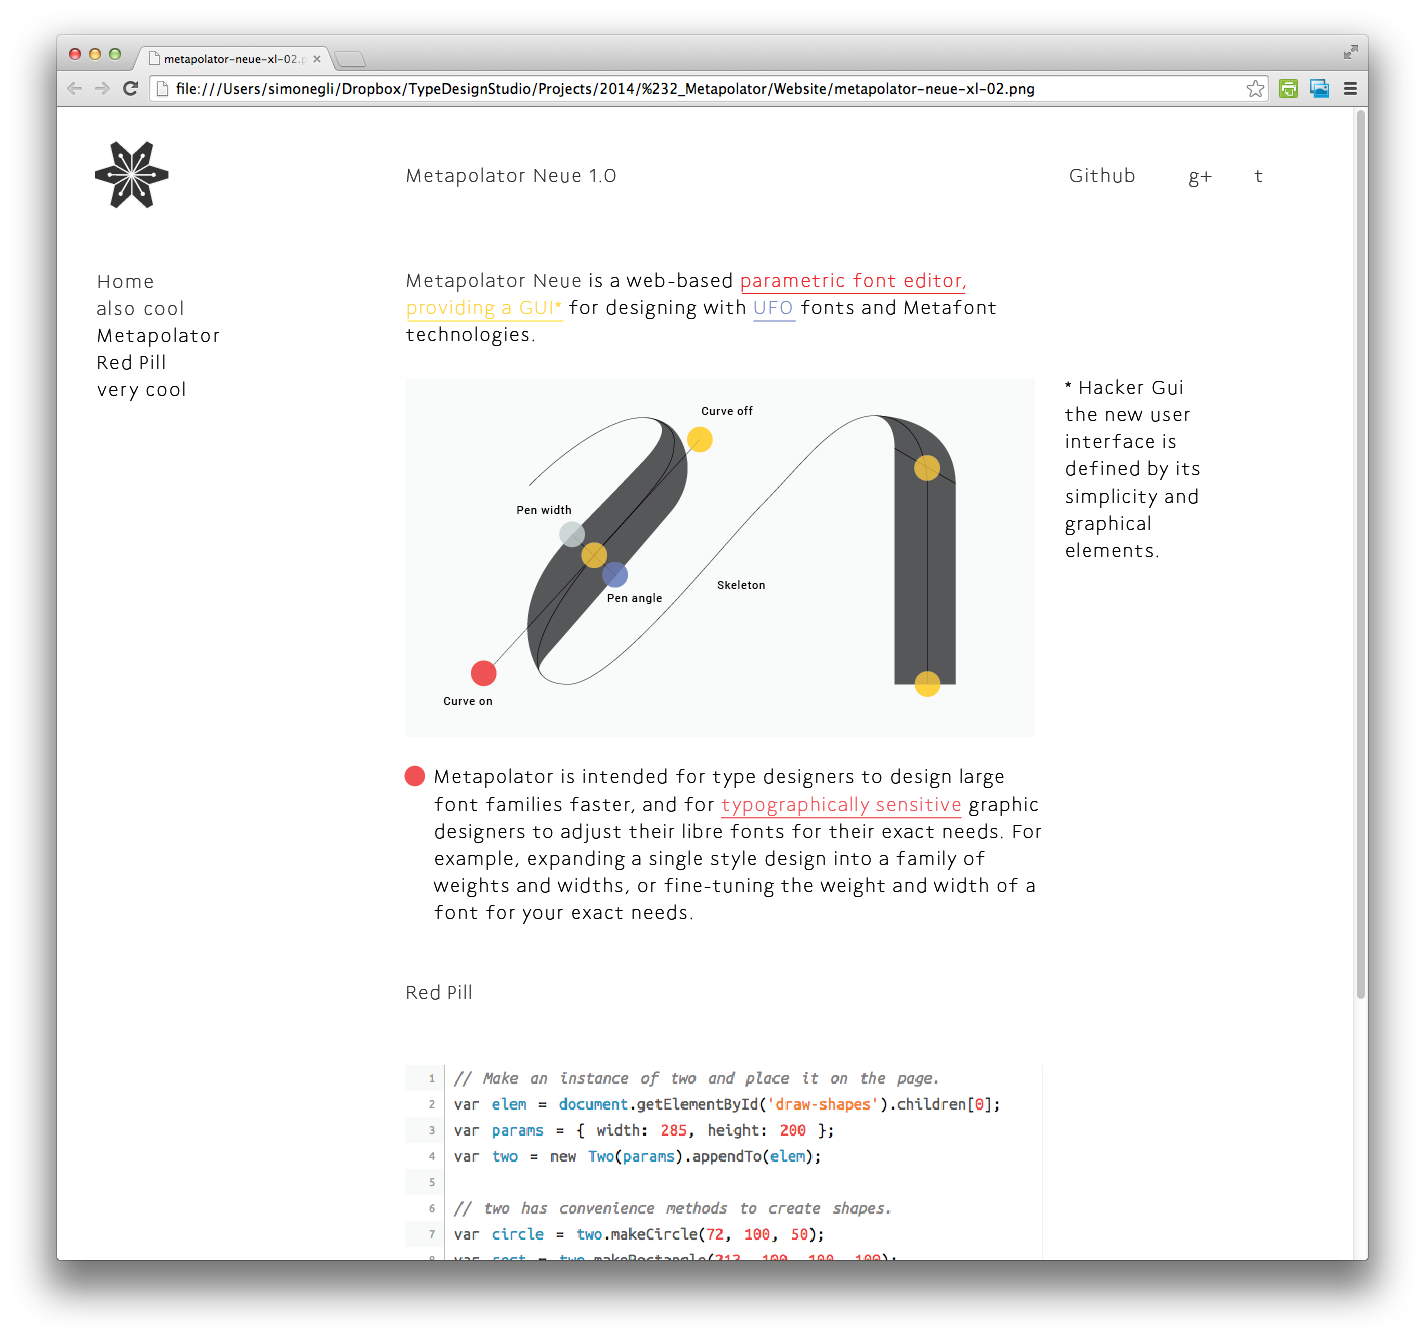 metapolator-neue-xl-02.p
file:///Users/simonegli/Dropbox/TypeDesignStudio/Projects/2014/%232_Metapolator/Website/metapolator-neue-xl-02.png
Metapolator Neue 1.0
Github g+ t
Home
also cool
Metapolator
Red Pill
very cool
Metapolator Neue is a web-based parametric font editor,
providing a GUI* for designing with UFO fonts and Metafont
technologies.
Curve off
Pen width
Pen angle
Skeleton
Curve on
* Hacker Gui
the new user
interface is
defined by its
simplicity and
graphical
elements.
Metapolator is intended for type designers to design large
font families faster, and for typographically sensitive graphic
designers to adjust their libre fonts for their exact needs. For
example, expanding a single style design into a family of
weights and widths, or fine-tuning the weight and width of a
font for your exact needs.
Red Pill
1 // Make an instance of two and place it on the page.
2 var elem = document.getElementById('draw-shapes').children[0];
3 var params = { width: 285, height: 200 };
4 var two = new Two(params).appendTo(elem);
5
6 // two has convenience methods to create shapes.
7 var circle = two.makeCircle(72, 100, 50);
8 var rect = two.makeRectangle(213, 100, 100, 100);